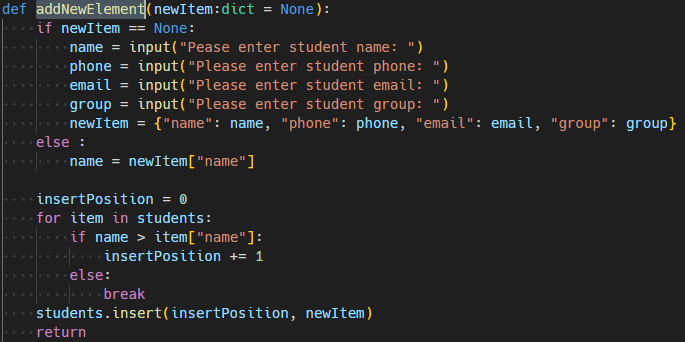 def addNewElement(newItem:dict = None):
    if newItem == None:
        name = input("Pease enter student name: ")
        phone = input("Please enter student phone: ")
        email = input("Please enter student email: ")
        group = input("Please enter student group: ")
        newItem = {"name": name, "phone": phone, "email": email, "group": group}
    else :
        name = newItem["name"]

    insertPosition = 0
    for item in students:
        if name > item["name"]:
            insertPosition += 1
        else:
            break
    students.insert(insertPosition, newItem)
    return